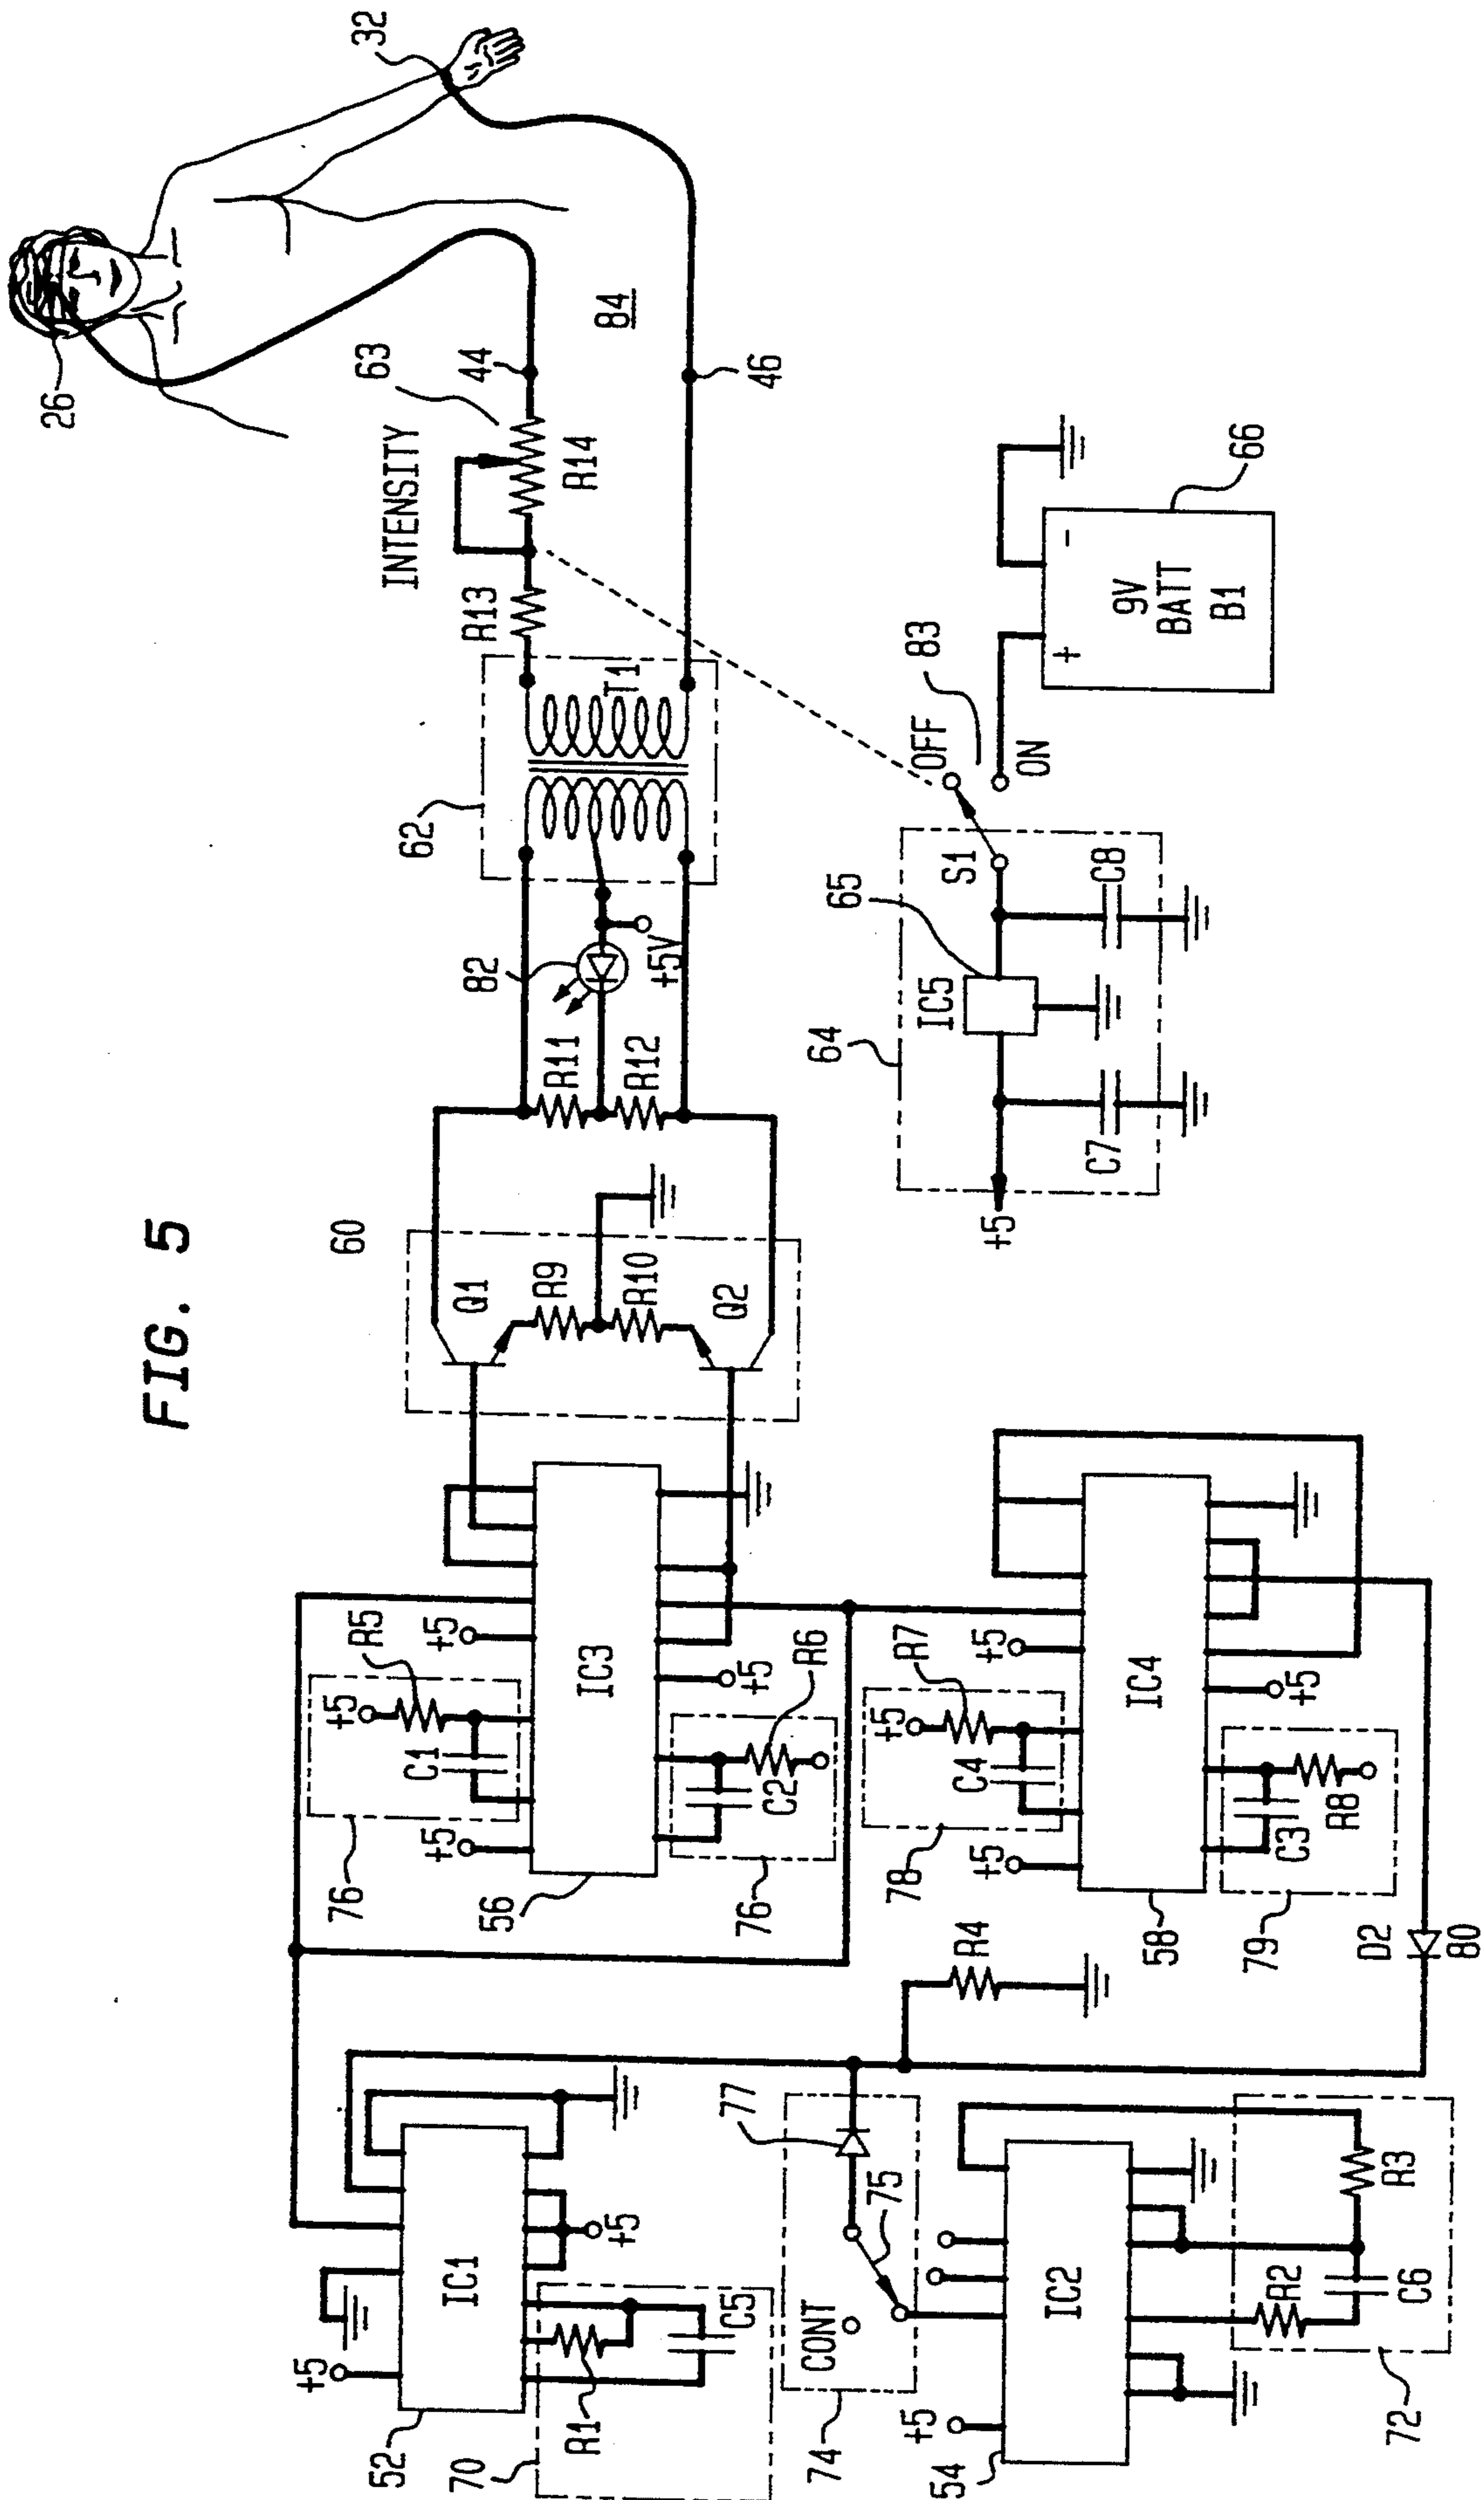 FIG. 5
26
32
84
63
44
46
INTENSITY
R14
R13
62
T1
82
+5V
R11
R12
60
Q1
R9
R10
Q2
83
OFF
ON
S1
65
C8
IC5
64
C7
+5
+
-
9V
BATT
B1
66
R5
+5
+5
C1
+5
76
IC3
56
+5
R6
C2
76
R7
+5
+5
C4
+5
78
IC4
58
+5
C3
R8
79
D2
80
R4
+5
IC1
52
+5
R1
C5
70
77
75
CONT
74
+5
IC2
54
R2
R3
C6
72